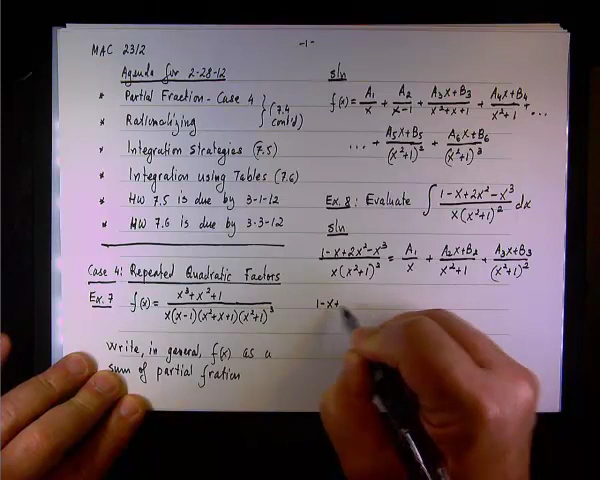 MAC 2312
-1-
Agenda for 2-28-12
* Partial Fraction - Case 4
* Rationalizing
} (7.4 cont'd)
* Integration strategies (7.5)
* Integration using Tables (7.6)
* HW 7.5 is due by 3-1-12
* HW 7.6 is due by 3-3-12
Case 4: Repeated Quadratic Factors
Ex. 7 f(x) = (x³+x²+1)/(x(x-1)(x²+x+1)(x²+1)³)
Write, in general, f(x) as a
sum of partial fration
sln
f(x) = A₁/x + A₂/(x-1) + (A₃x+B₃)/(x²+x+1) + (A₄x+B₄)/(x²+1) + ...
... + (A₅x+B₅)/(x²+1)² + (A₆x+B₆)/(x²+1)³
Ex. 8: Evaluate ∫ (1-x+2x²-x³)/(x(x²+1)²) dx
sln
(1-x+2x²-x³)/(x(x²+1)²) = A₁/x + (A₂x+B₂)/(x²+1) + (A₃x+B₃)/(x²+1)²
1-x+